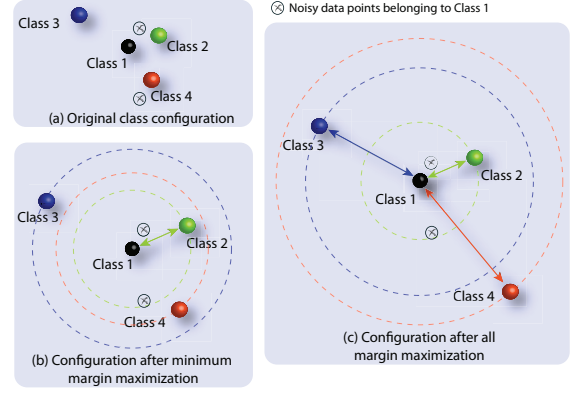 Noisy data points belonging to Class 1
Class 3
Class 2
Class 1
Class 4
(a) Original class configuration
Class 3
Class 2
Class 1
Class 4
(b) Configuration after minimum
margin maximization
Class 3
Class 2
Class 1
Class 4
(c) Configuration after all
margin maximization